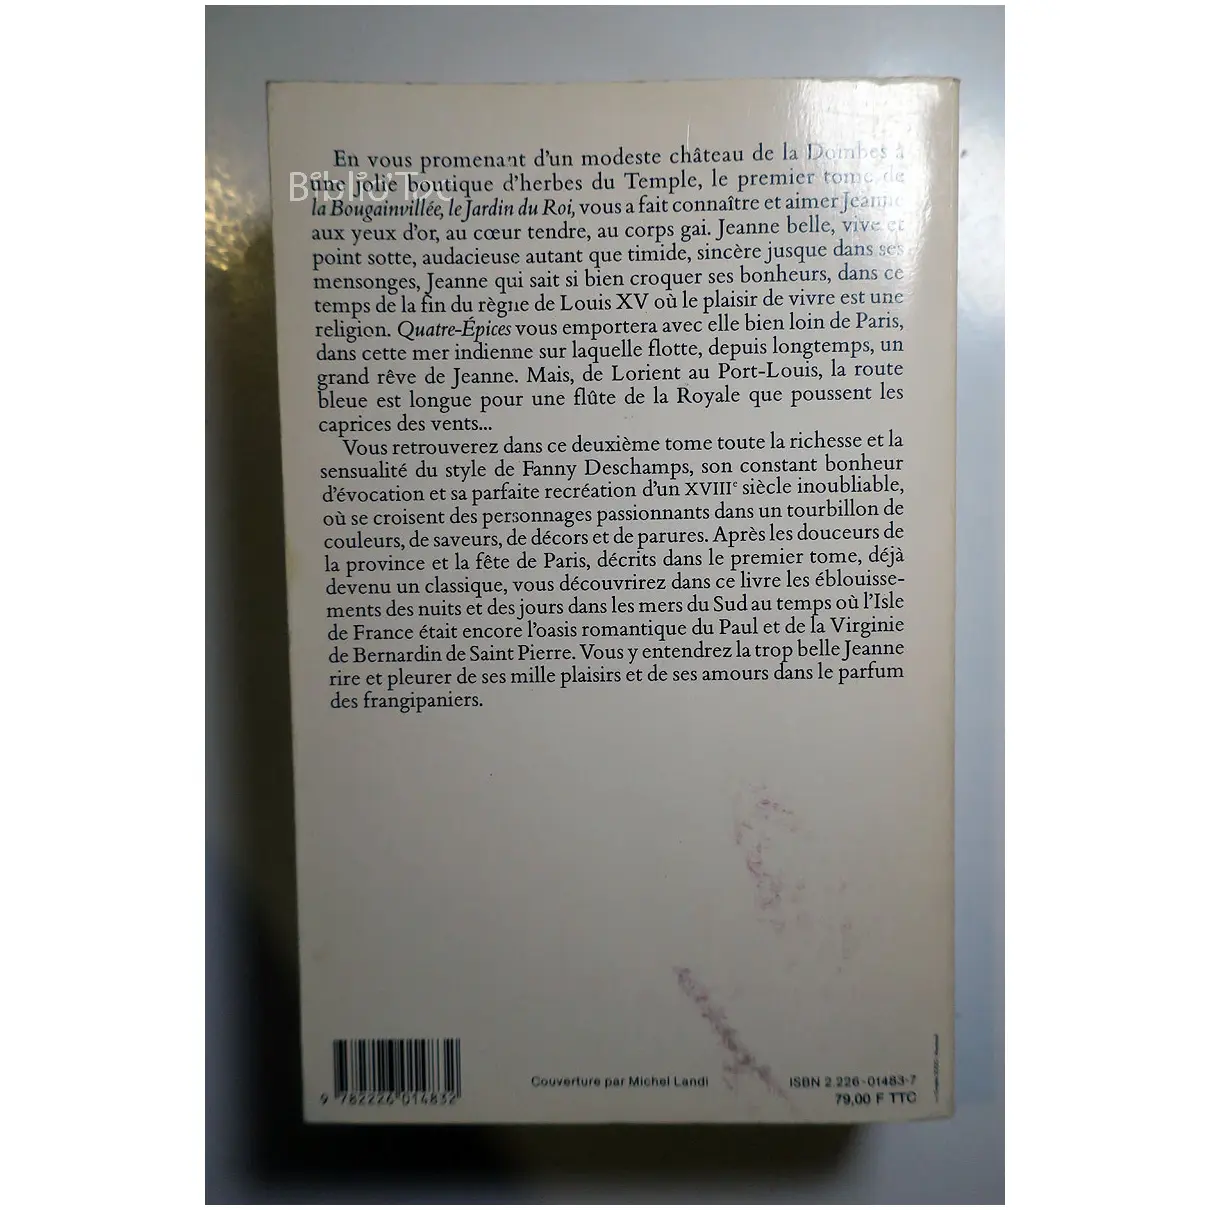 En vous promenant d'un modeste château de la Dombes à
une jolie boutique d'herbes du Temple, le premier tome de
la Bougainvillée, le Jardin du Roi, vous a fait connaître et aimer Jeanne
aux yeux d'or, au cœur tendre, au corps gai. Jeanne belle, vive et
point sotte, audacieuse autant que timide, sincère jusque dans ses
mensonges, Jeanne qui sait si bien croquer ses bonheurs, dans ce
temps de la fin du règne de Louis XV où le plaisir de vivre est une
religion. Quatre-Épices vous emportera avec elle bien loin de Paris,
dans cette mer indienne sur laquelle flotte, depuis longtemps, un
grand rêve de Jeanne. Mais, de Lorient au Port-Louis, la route
bleue est longue pour une flûte de la Royale que poussent les
caprices des vents...
Vous retrouverez dans ce deuxième tome toute la richesse et la
sensualité du style de Fanny Deschamps, son constant bonheur
d'évocation et sa parfaite recréation d'un XVIIIe siècle inoubliable,
où se croisent des personnages passionnants dans un tourbillon de
couleurs, de saveurs, de décors et de parures. Après les douceurs de
la province et la fête de Paris, décrits dans le premier tome, déjà
devenu un classique, vous découvrirez dans ce livre les éblouisse-
ments des nuits et des jours dans les mers du Sud au temps où l'Isle
de France était encore l'oasis romantique du Paul et de la Virginie
de Bernardin de Saint Pierre. Vous y entendrez la trop belle Jeanne
rire et pleurer de ses mille plaisirs et de ses amours dans le parfum
des frangipaniers.
Couverture par Michel Landi
ISBN 2.226-01483-7
79,00 F TTC
9 782226 014832